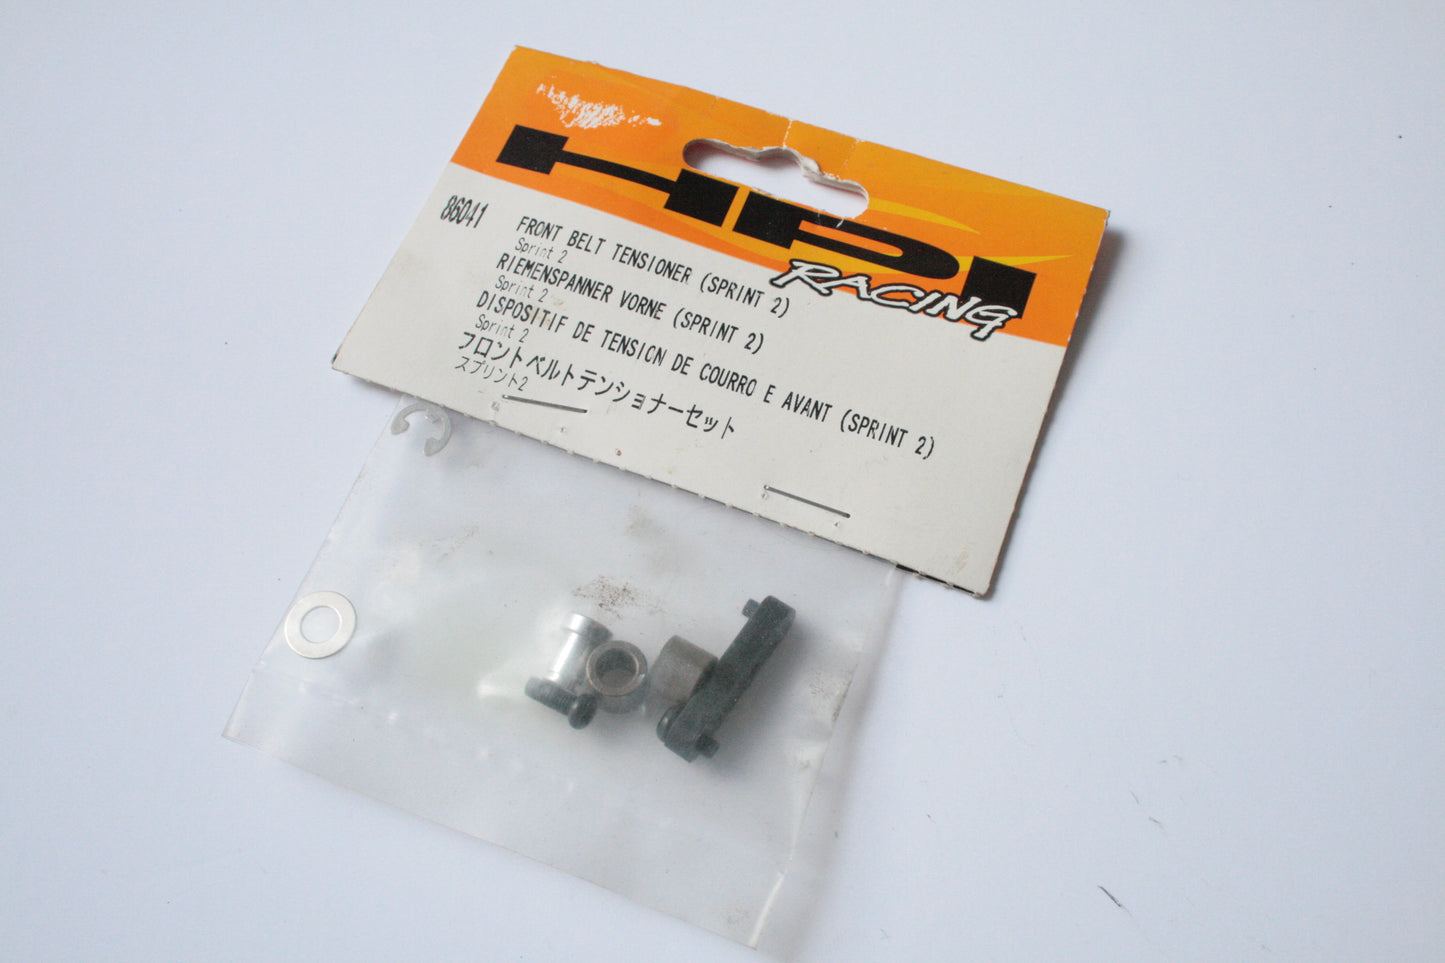 HPI
RACING
86041
FRONT BELT TENSIONER (SPRINT 2)
Sprint 2
RIEMENSPANNER VORNE (SPRINT 2)
Sprint 2
DISPOSITIF DE TENSION DE COURRO E AVANT (SPRINT 2)
Sprint 2
フロントベルトテンショナーセット
スプリント2